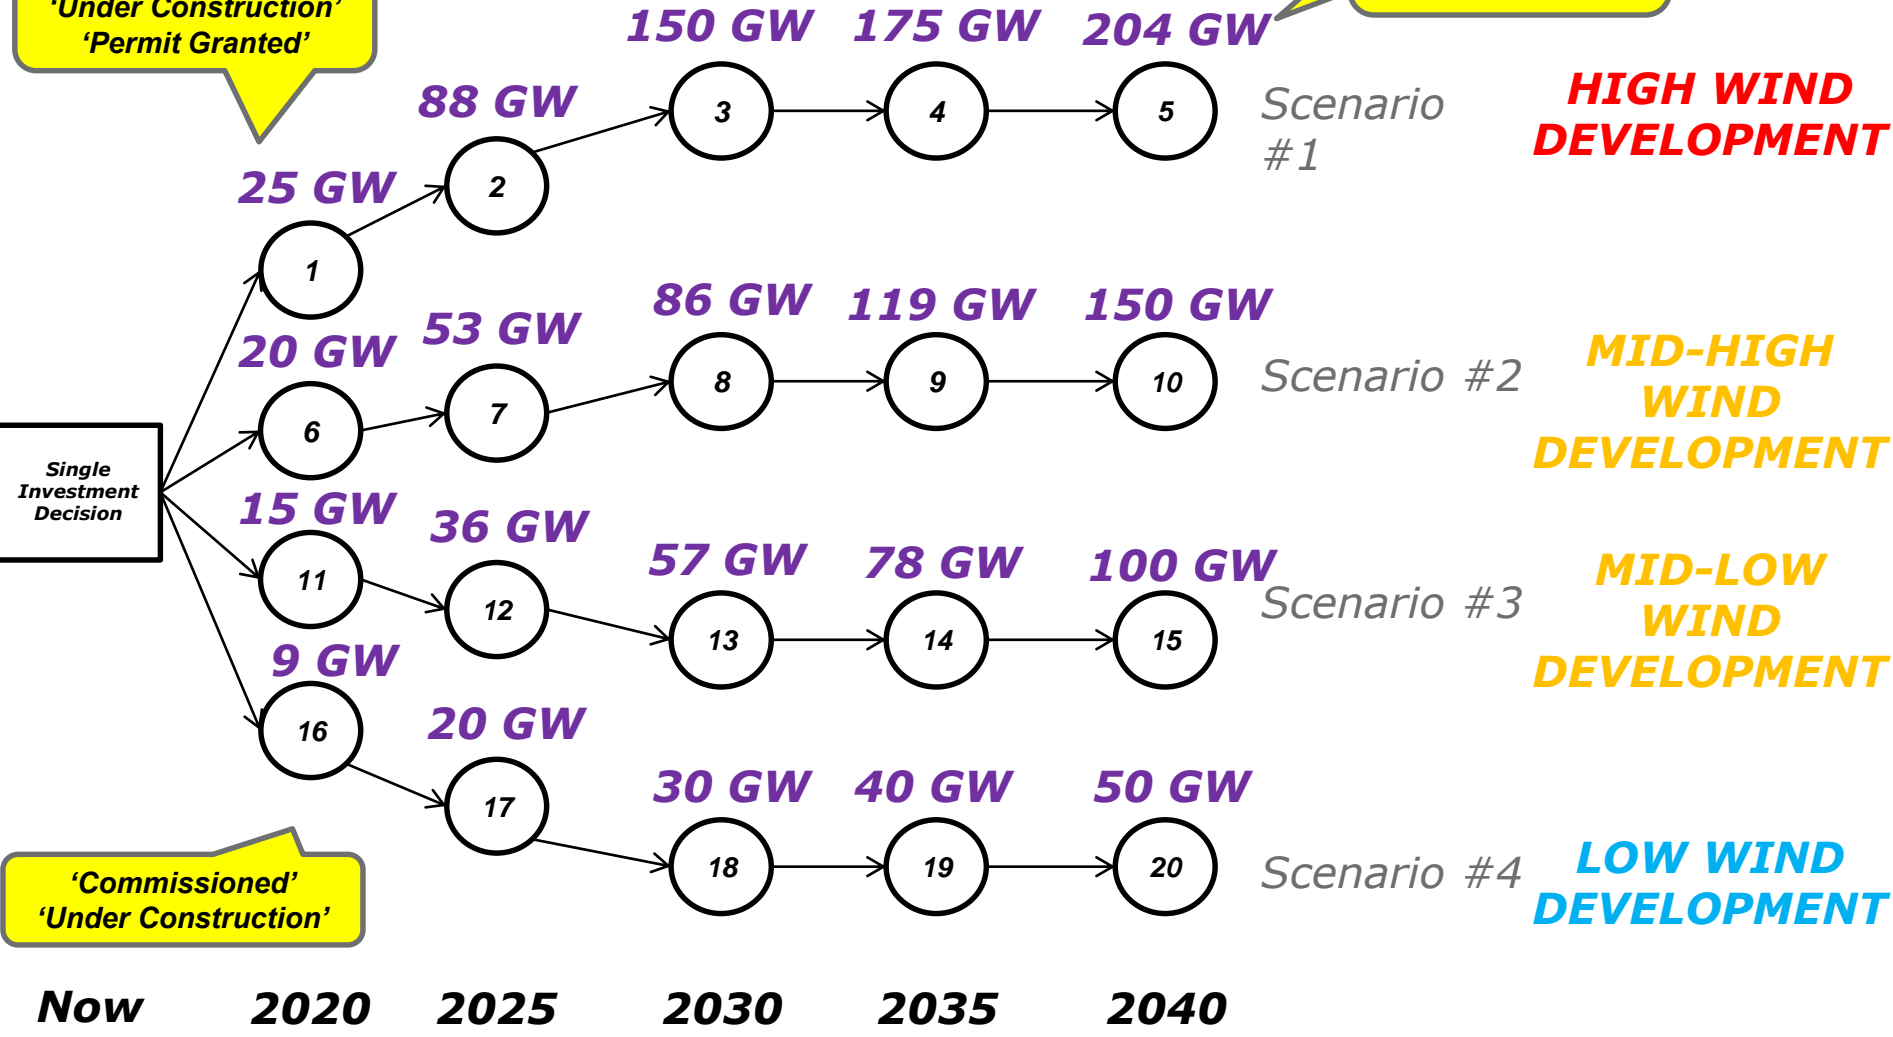 ‘Under Construction’
‘Permit Granted’
150 GW 175 GW 204 GW
88 GW
3 4 5
Scenario
#1
HIGH WIND
DEVELOPMENT
25 GW
2
1
86 GW 119 GW 150 GW
53 GW
20 GW
6 7 8 9 10
Scenario #2
MID-HIGH
WIND
DEVELOPMENT
Single
Investment
Decision
15 GW
36 GW
57 GW 78 GW 100 GW
11 12 13 14 15
Scenario #3
MID-LOW
WIND
DEVELOPMENT
9 GW
20 GW
16
17
30 GW 40 GW 50 GW
18 19 20
Scenario #4
LOW WIND
DEVELOPMENT
‘Commissioned’
‘Under Construction’
Now 2020 2025 2030 2035 2040